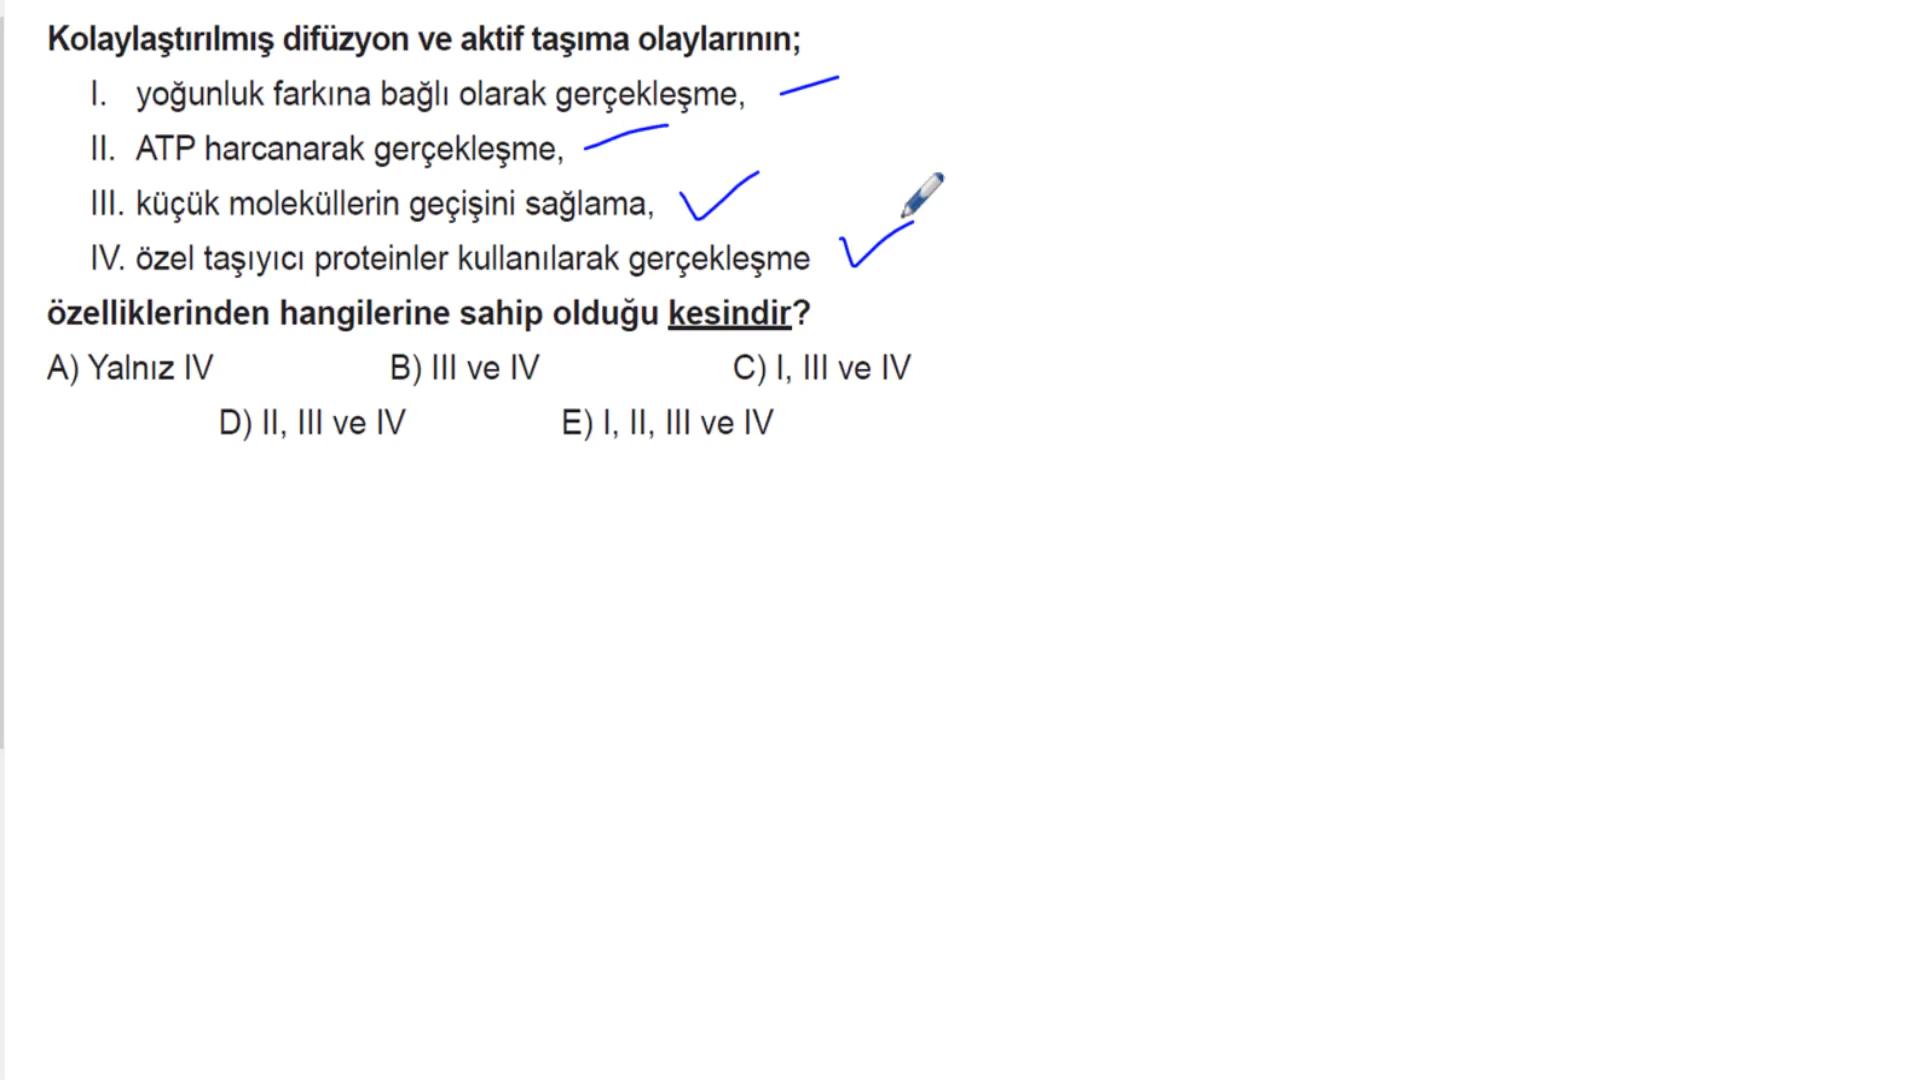 Kolaylaştırılmış difüzyon ve aktif taşıma olaylarının;
I. yoğunluk farkına bağlı olarak gerçekleşme,
II. ATP harcanarak gerçekleşme,
III. küçük moleküllerin geçişini sağlama,
IV. özel taşıyıcı proteinler kullanılarak gerçekleşme
özelliklerinden hangilerine sahip olduğu kesindir?
A) Yalnız IV B) III ve IV C) I, III ve IV
D) II, III ve IV E) I, II, III ve IV